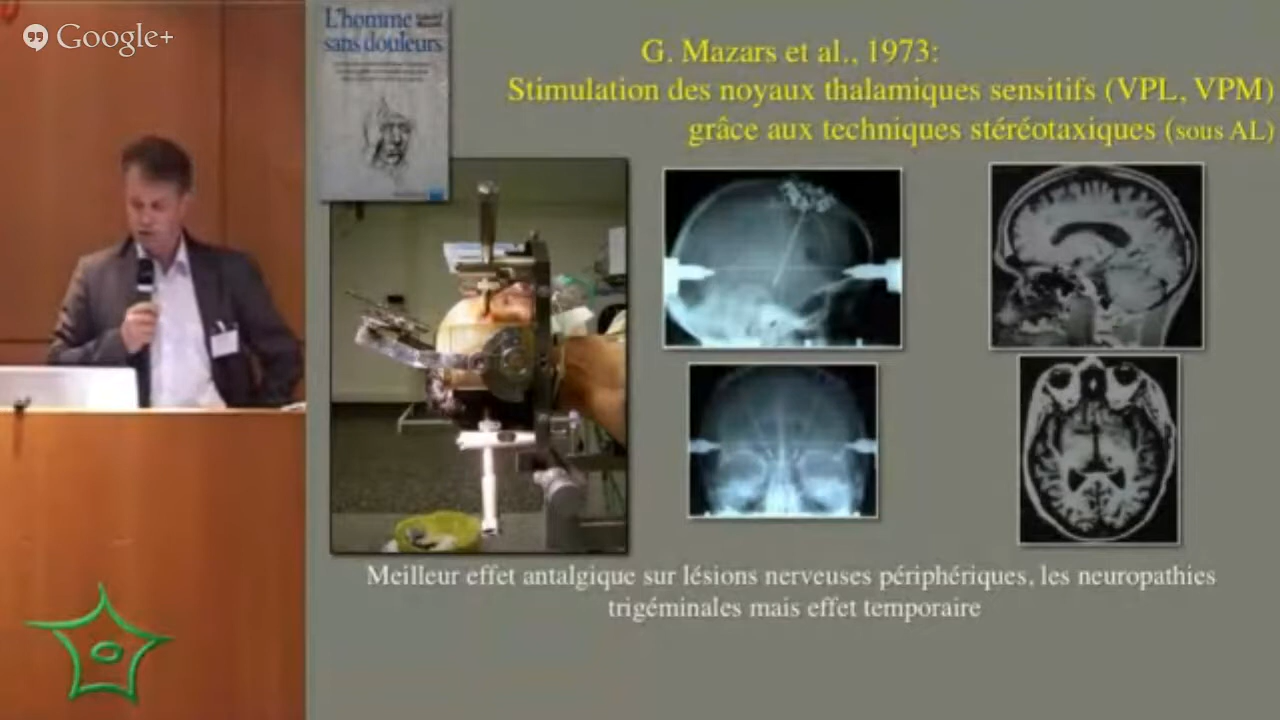 Google+
L'homme
sans douleurs
G. Mazars et al., 1973:
Stimulation des noyaux thalamiques sensitifs (VPL, VPM)
grâce aux techniques stéréotaxiques (sous AL)
Meilleur effet antalgique sur lésions nerveuses périphériques, les neuropathies
trigéminales mais effet temporaire